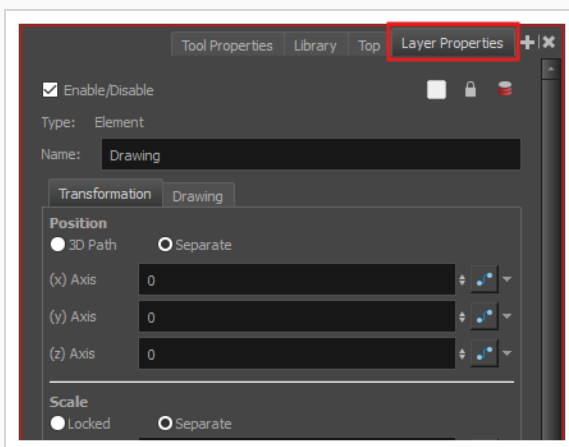 Tool Properties Library Top Layer Properties
Enable/Disable
Type: Element
Name: Drawing
Transformation Drawing
Position
3D Path Separate
(x) Axis 0
(y) Axis 0
(z) Axis 0
Scale
Locked Separate